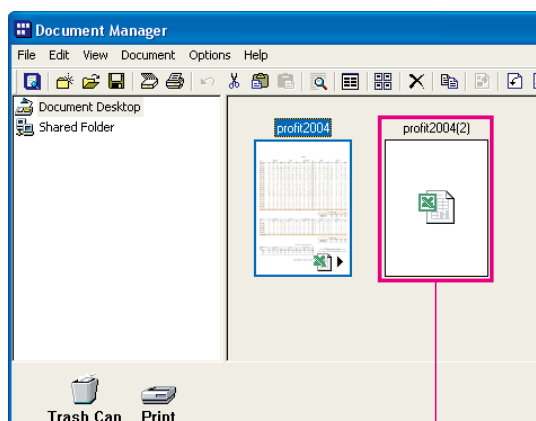 Document Manager
File Edit View Document Options Help
Document Desktop
Shared Folder
profit2004 profit2004(2)
Trash Can Print